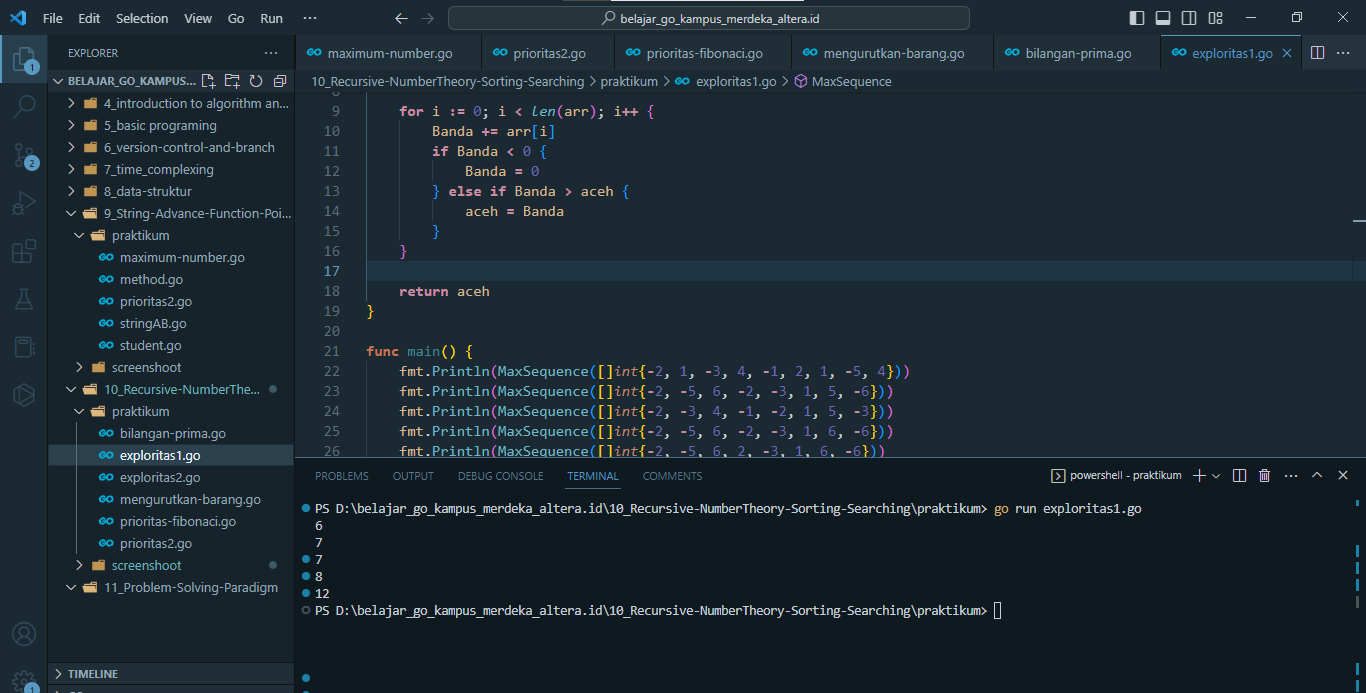 File Edit Selection View Go Run ··· belajar_go_kampus_merdeka_altera.id
EXPLORER ···
BELAJAR_GO_KAMPUS...
4_introduction to algorithm an...
5_basic programing
6_version-control-and-branch
7_time_complexing
8_data-struktur
9_String-Advance-Function-Poi...
praktikum
maximum-number.go
method.go
prioritas2.go
stringAB.go
student.go
screenshoot
10_Recursive-NumberThe...
praktikum
bilangan-prima.go
exploritas1.go
exploritas2.go
mengurutkan-barang.go
prioritas-fibonaci.go
prioritas2.go
screenshoot
11_Problem-Solving-Paradigm
TIMELINE
1
2
1
maximum-number.go prioritas2.go prioritas-fibonaci.go mengurutkan-barang.go bilangan-prima.go exploritas1.go
10_Recursive-NumberTheory-Sorting-Searching > praktikum > exploritas1.go > MaxSequence
9 for i := 0; i < len(arr); i++ {
10 Banda += arr[i]
11 if Banda < 0 {
12 Banda = 0
13 } else if Banda > aceh {
14 aceh = Banda
15 }
16 }
17
18 return aceh
19 }
20
21 func main() {
22 fmt.Println(MaxSequence([]int{-2, 1, -3, 4, -1, 2, 1, -5, 4}))
23 fmt.Println(MaxSequence([]int{-2, -5, 6, -2, -3, 1, 5, -6}))
24 fmt.Println(MaxSequence([]int{-2, -3, 4, -1, -2, 1, 5, -3}))
25 fmt.Println(MaxSequence([]int{-2, -5, 6, -2, -3, 1, 6, -6}))
26 fmt.Println(MaxSequence([]int{-2, -5, 6, 2, -3, 1, 6, -6}))
PROBLEMS OUTPUT DEBUG CONSOLE TERMINAL COMMENTS powershell - praktikum
PS D:\belajar_go_kampus_merdeka_altera.id\10_Recursive-NumberTheory-Sorting-Searching\praktikum> go run exploritas1.go
6
7
7
8
12
PS D:\belajar_go_kampus_merdeka_altera.id\10_Recursive-NumberTheory-Sorting-Searching\praktikum>